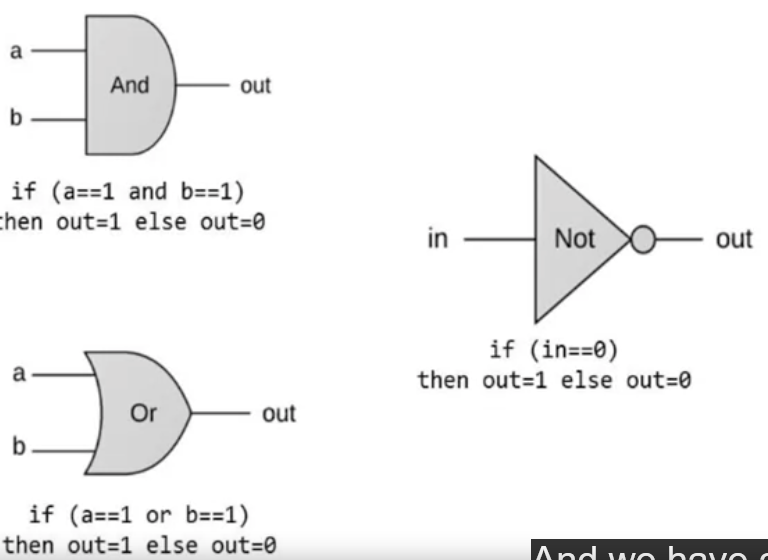 a
And
out
b
if (a==1 and b==1)
then out=1 else out=0
in
Not
out
if (in==0)
then out=1 else out=0
a
Or
out
b
if (a==1 or b==1)
then out=1 else out=0
And we have